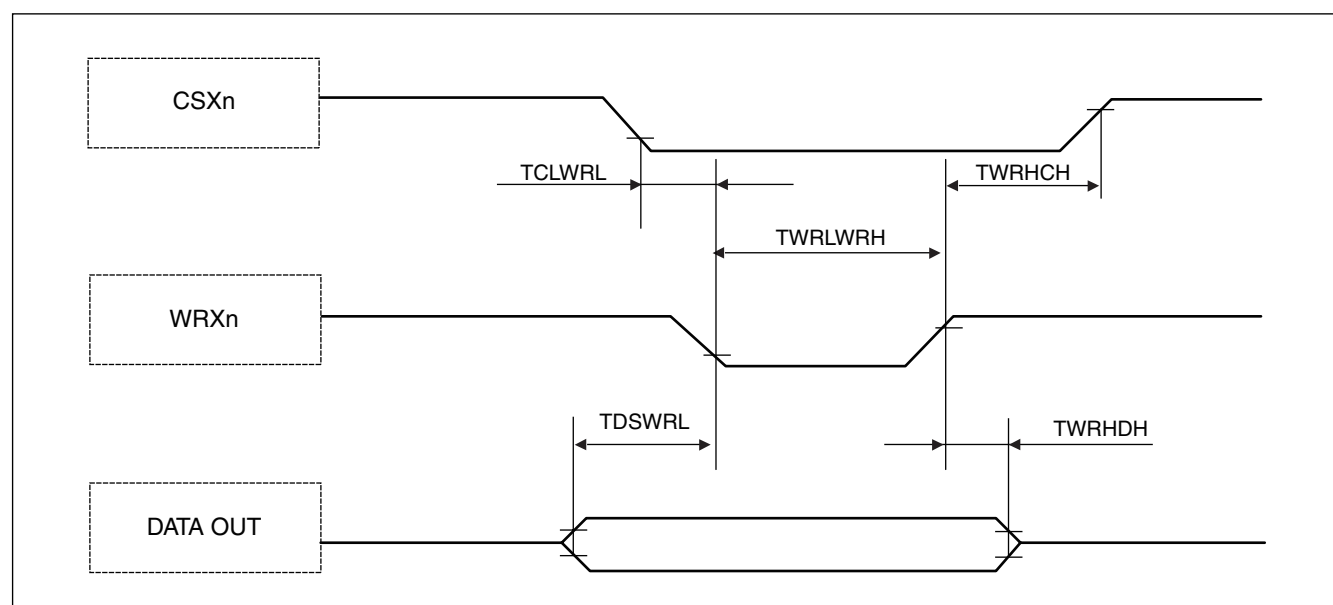 CSXn
TCLWRL
TWRHCH
TWRLWRH
WRXn
TDSWRL
TWRHDH
DATA OUT